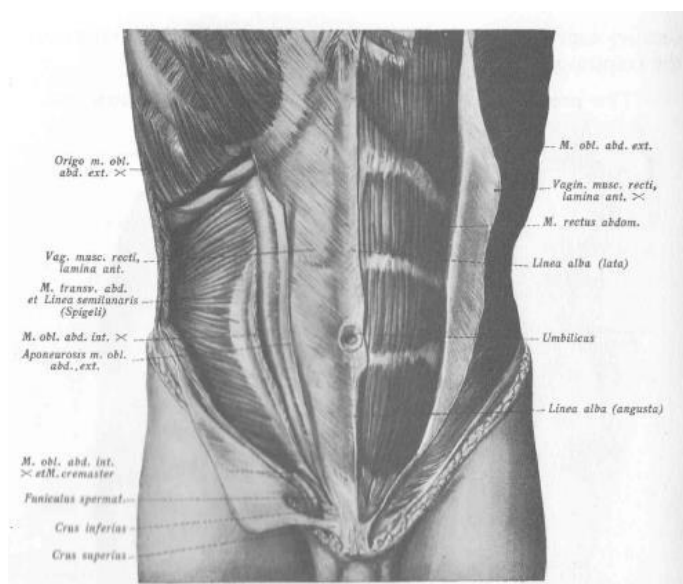 Origo m. obl.
abd. ext. ×
Vag. musc. recti,
lamina ant.
M. transv. abd.
et Linea semilunaris
(Spigeli)
M. obl. abd. int. ×
Aponeurosis m. obl.
abd., ext.
M. obl. abd. int.
× et M. cremaster
Funiculus spermat.
Crus inferius
Crus superius
M. obl. abd. ext.
Vagin. musc. recti,
lamina ant. ×
M. rectus abdom.
Linea alba (lata)
Umbilicus
Linea alba (angusta)